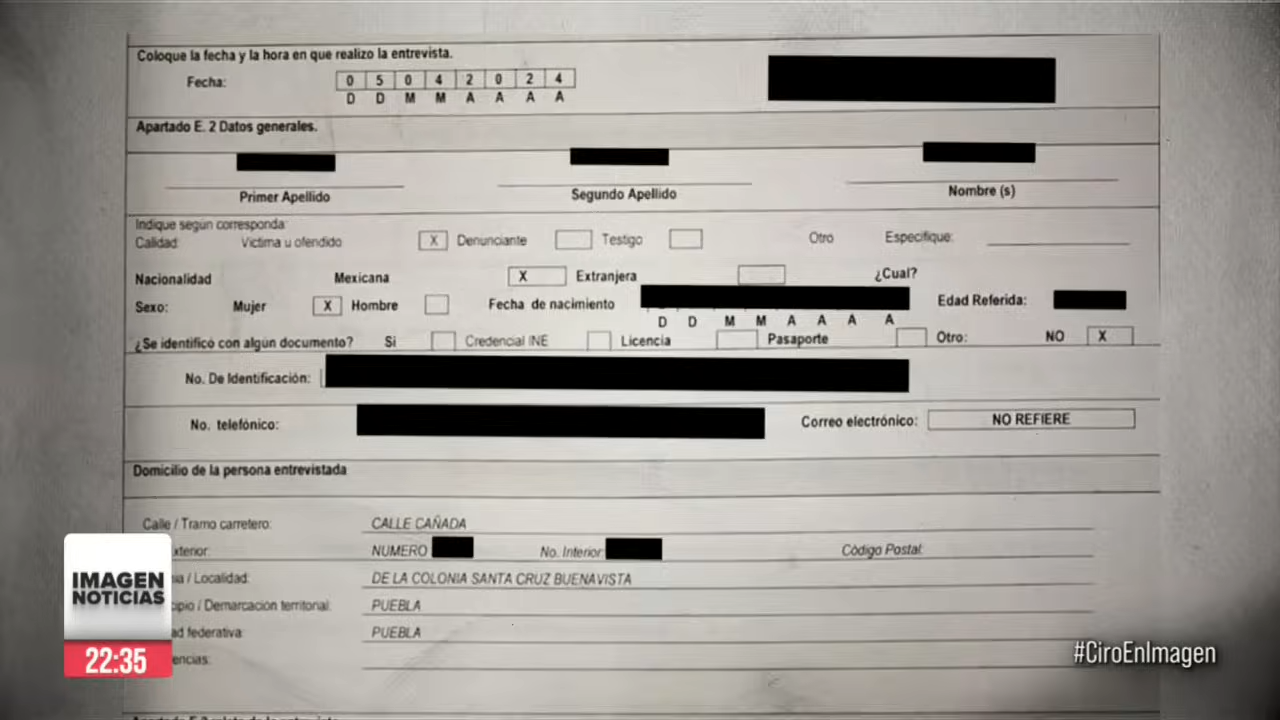 Coloque la fecha y la hora en que realizo la entrevista.
Fecha: 0 5 0 4 2 0 2 4
D D M M A A A A
Apartado E. 2 Datos generales.
Primer Apellido Segundo Apellido Nombre (s)
Indique según corresponda:
Calidad: Víctima u ofendido X Denunciante Testigo Otro Especifique:
Nacionalidad Mexicana X Extranjera ¿Cual?
Sexo: Mujer X Hombre Fecha de nacimiento Edad Referida:
D D M M A A A A
¿Se identificó con algún documento? Si Credencial INE Licencia Pasaporte Otro: NO X
No. De Identificación:
No. telefónico: Correo electrónico: NO REFIERE
Domicilio de la persona entrevistada
Calle / Tramo carretero: CALLE CAÑADA
xterior: NUMERO No. Interior: Código Postal:
ia / Localidad: DE LA COLONIA SANTA CRUZ BUENAVISTA
cipio / Demarcación territorial: PUEBLA
ad federativa: PUEBLA
encias:
IMAGEN
NOTICIAS
22:35
#CiroEnImagen